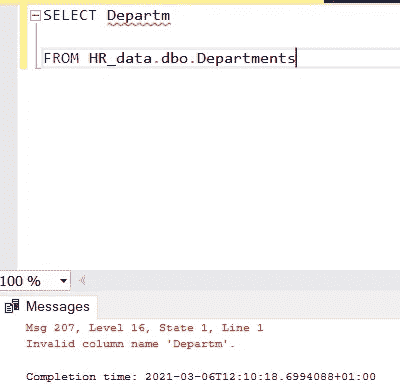 SELECT Departm
FROM HR_data.dbo.Departments
100 %
Messages
Msg 207, Level 16, State 1, Line 1
Invalid column name 'Departm'.
Completion time: 2021-03-06T12:10:18.6994088+01:00